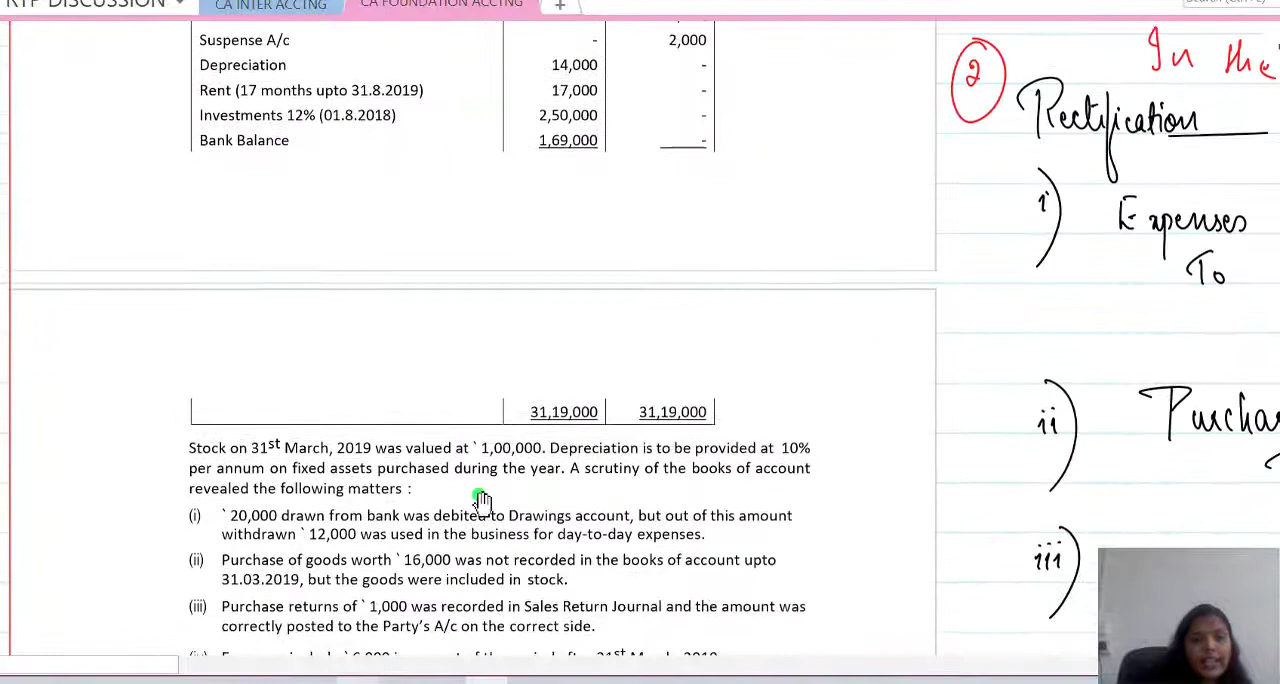 RTP DISCUSSION
CA INTER ACCTNG
CA FOUNDATION ACCTNG
Suspense A/c - 2,000
Depreciation 14,000 -
Rent (17 months upto 31.8.2019) 17,000 -
Investments 12% (01.8.2018) 2,50,000 -
Bank Balance 1,69,000 -
31,19,000 31,19,000
Stock on 31st March, 2019 was valued at ` 1,00,000. Depreciation is to be provided at 10%
per annum on fixed assets purchased during the year. A scrutiny of the books of account
revealed the following matters :
(i) ` 20,000 drawn from bank was debited to Drawings account, but out of this amount
withdrawn ` 12,000 was used in the business for day-to-day expenses.
(ii) Purchase of goods worth ` 16,000 was not recorded in the books of account upto
31.03.2019, but the goods were included in stock.
(iii) Purchase returns of ` 1,000 was recorded in Sales Return Journal and the amount was
correctly posted to the Party's A/c on the correct side.
2 In the
Rectification
i) Expenses
To
ii) Purcha
iii)